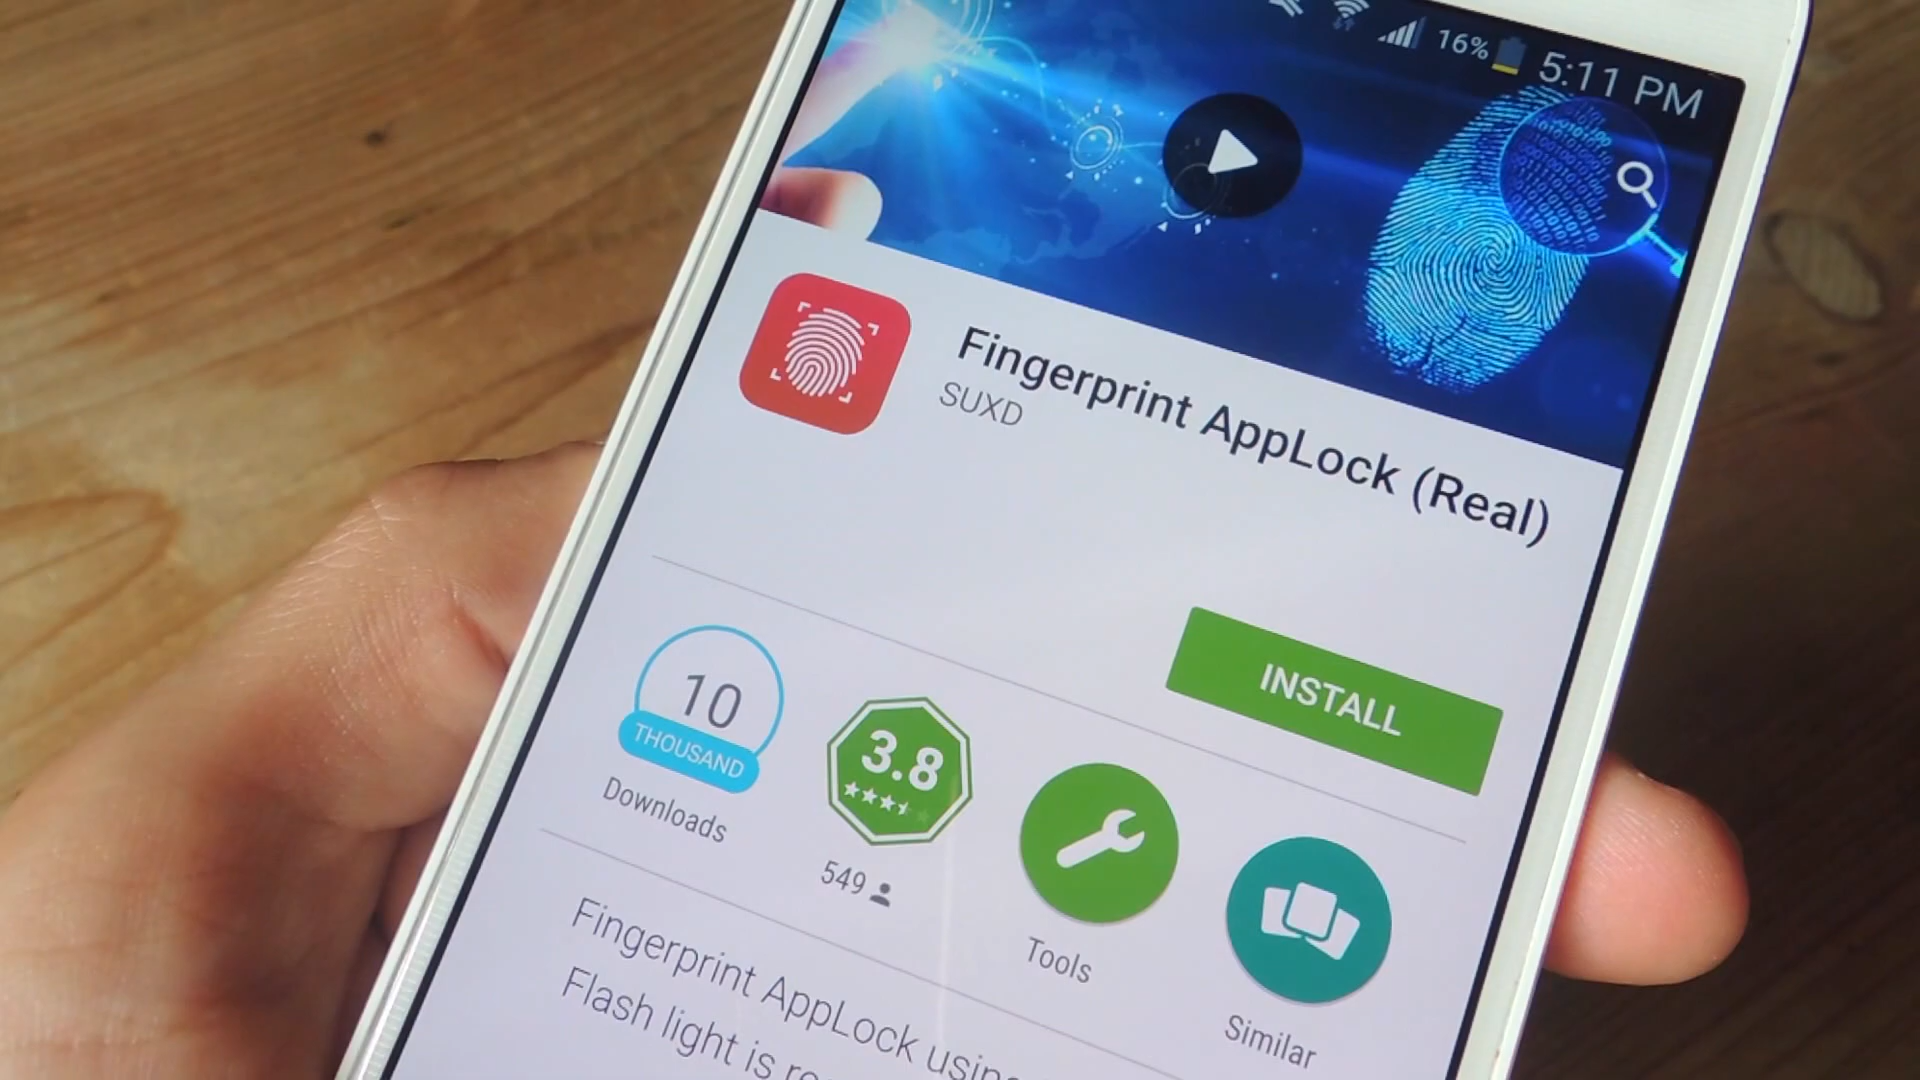 16% 5:11 PM
Fingerprint AppLock (Real)
SUXD
INSTALL
10
THOUSAND
Downloads
3.8
549
Tools
Similar
Fingerprint AppLock using
Flash light is